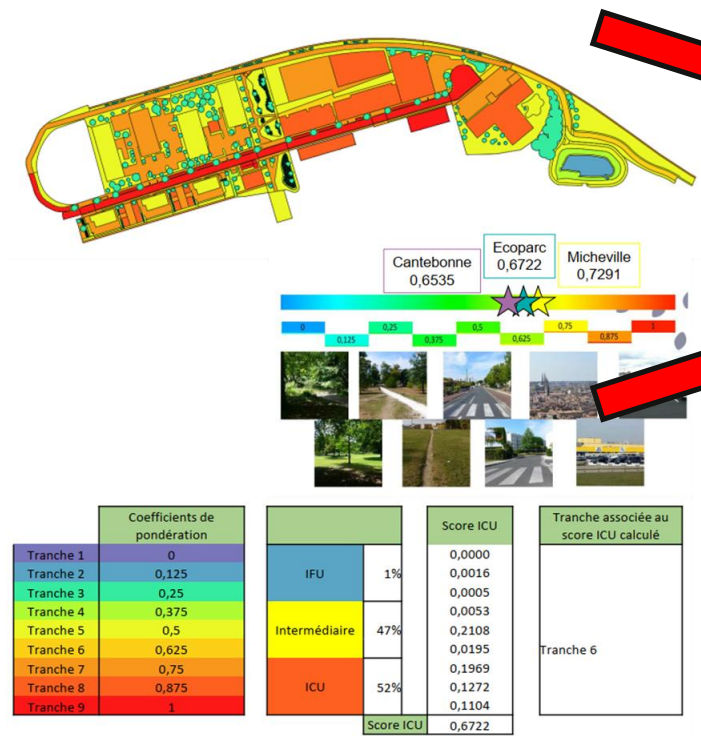 Cantebonne
0,6535
Ecoparc
0,6722
Micheville
0,7291
0
0,125
0,25
0,375
0,5
0,625
0,75
0,875
1
Coefficients de pondération
Tranche 1 0
Tranche 2 0,125
Tranche 3 0,25
Tranche 4 0,375
Tranche 5 0,5
Tranche 6 0,625
Tranche 7 0,75
Tranche 8 0,875
Tranche 9 1
IFU 1%
Intermédiaire 47%
ICU 52%
Score ICU
0,0000
0,0016
0,0005
0,0053
0,2108
0,0195
0,1969
0,1272
0,1104
Score ICU 0,6722
Tranche associée au
score ICU calculé
Tranche 6